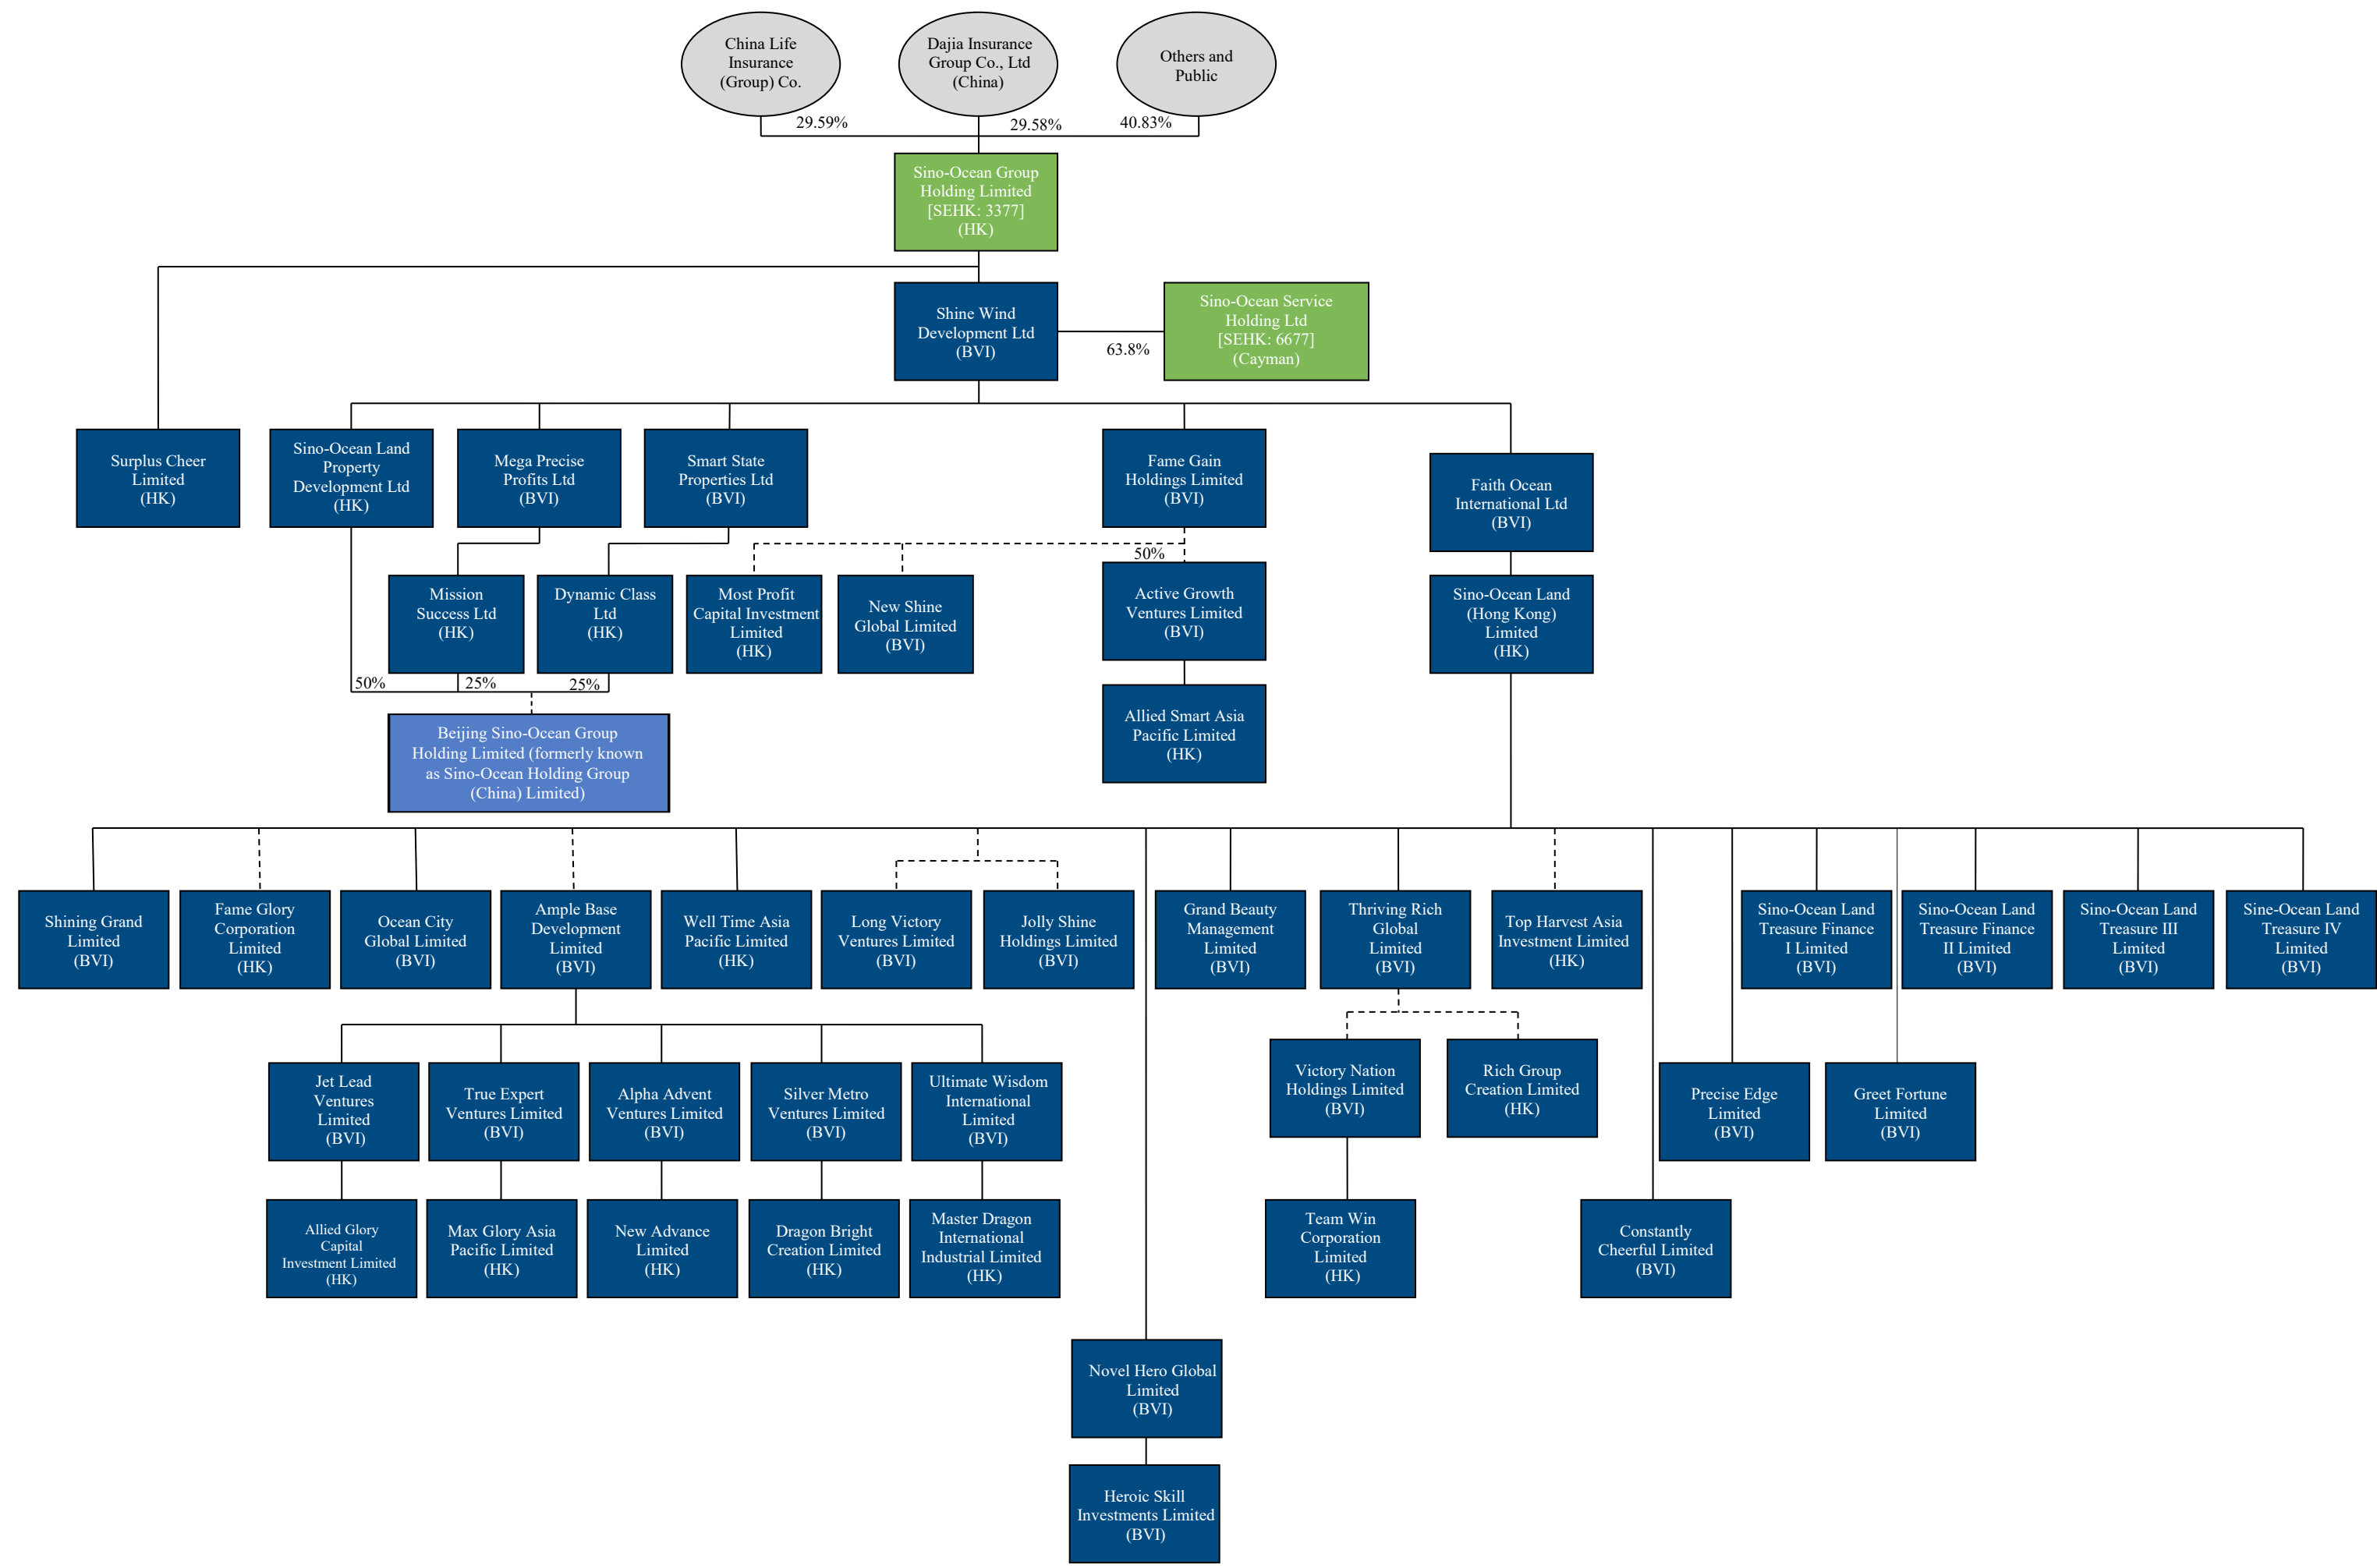 China Life
Insurance
(Group) Co.
Dajia Insurance
Group Co., Ltd
(China)
Others and
Public
29.59%
29.58%
40.83%
Sino-Ocean Group
Holding Limited
[SEHK: 3377]
(HK)
Shine Wind
Development Ltd
(BVI)
63.8%
Sino-Ocean Service
Holding Ltd
[SEHK: 6677]
(Cayman)
Surplus Cheer
Limited
(HK)
Sino-Ocean Land
Property
Development Ltd
(HK)
Mega Precise
Profits Ltd
(BVI)
Smart State
Properties Ltd
(BVI)
Fame Gain
Holdings Limited
(BVI)
Faith Ocean
International Ltd
(BVI)
50%
Mission
Success Ltd
(HK)
Dynamic Class
Ltd
(HK)
Most Profit
Capital Investment
Limited
(HK)
New Shine
Global Limited
(BVI)
Active Growth
Ventures Limited
(BVI)
Sino-Ocean Land
(Hong Kong)
Limited
(HK)
50%
25%
25%
Beijing Sino-Ocean Group
Holding Limited (formerly known
as Sino-Ocean Holding Group
(China) Limited)
Allied Smart Asia
Pacific Limited
(HK)
Shining Grand
Limited
(BVI)
Fame Glory
Corporation
Limited
(HK)
Ocean City
Global Limited
(BVI)
Ample Base
Development
Limited
(BVI)
Well Time Asia
Pacific Limited
(HK)
Long Victory
Ventures Limited
(BVI)
Jolly Shine
Holdings Limited
(BVI)
Grand Beauty
Management
Limited
(BVI)
Thriving Rich
Global
Limited
(BVI)
Top Harvest Asia
Investment Limited
(HK)
Sino-Ocean Land
Treasure Finance
I Limited
(BVI)
Sino-Ocean Land
Treasure Finance
II Limited
(BVI)
Sino-Ocean Land
Treasure III
Limited
(BVI)
Sine-Ocean Land
Treasure IV
Limited
(BVI)
Jet Lead
Ventures
Limited
(BVI)
True Expert
Ventures Limited
(BVI)
Alpha Advent
Ventures Limited
(BVI)
Silver Metro
Ventures Limited
(BVI)
Ultimate Wisdom
International
Limited
(BVI)
Victory Nation
Holdings Limited
(BVI)
Rich Group
Creation Limited
(HK)
Precise Edge
Limited
(BVI)
Greet Fortune
Limited
(BVI)
Allied Glory
Capital
Investment Limited
(HK)
Max Glory Asia
Pacific Limited
(HK)
New Advance
Limited
(HK)
Dragon Bright
Creation Limited
(HK)
Master Dragon
International
Industrial Limited
(HK)
Team Win
Corporation
Limited
(HK)
Constantly
Cheerful Limited
(BVI)
Novel Hero Global
Limited
(BVI)
Heroic Skill
Investments Limited
(BVI)